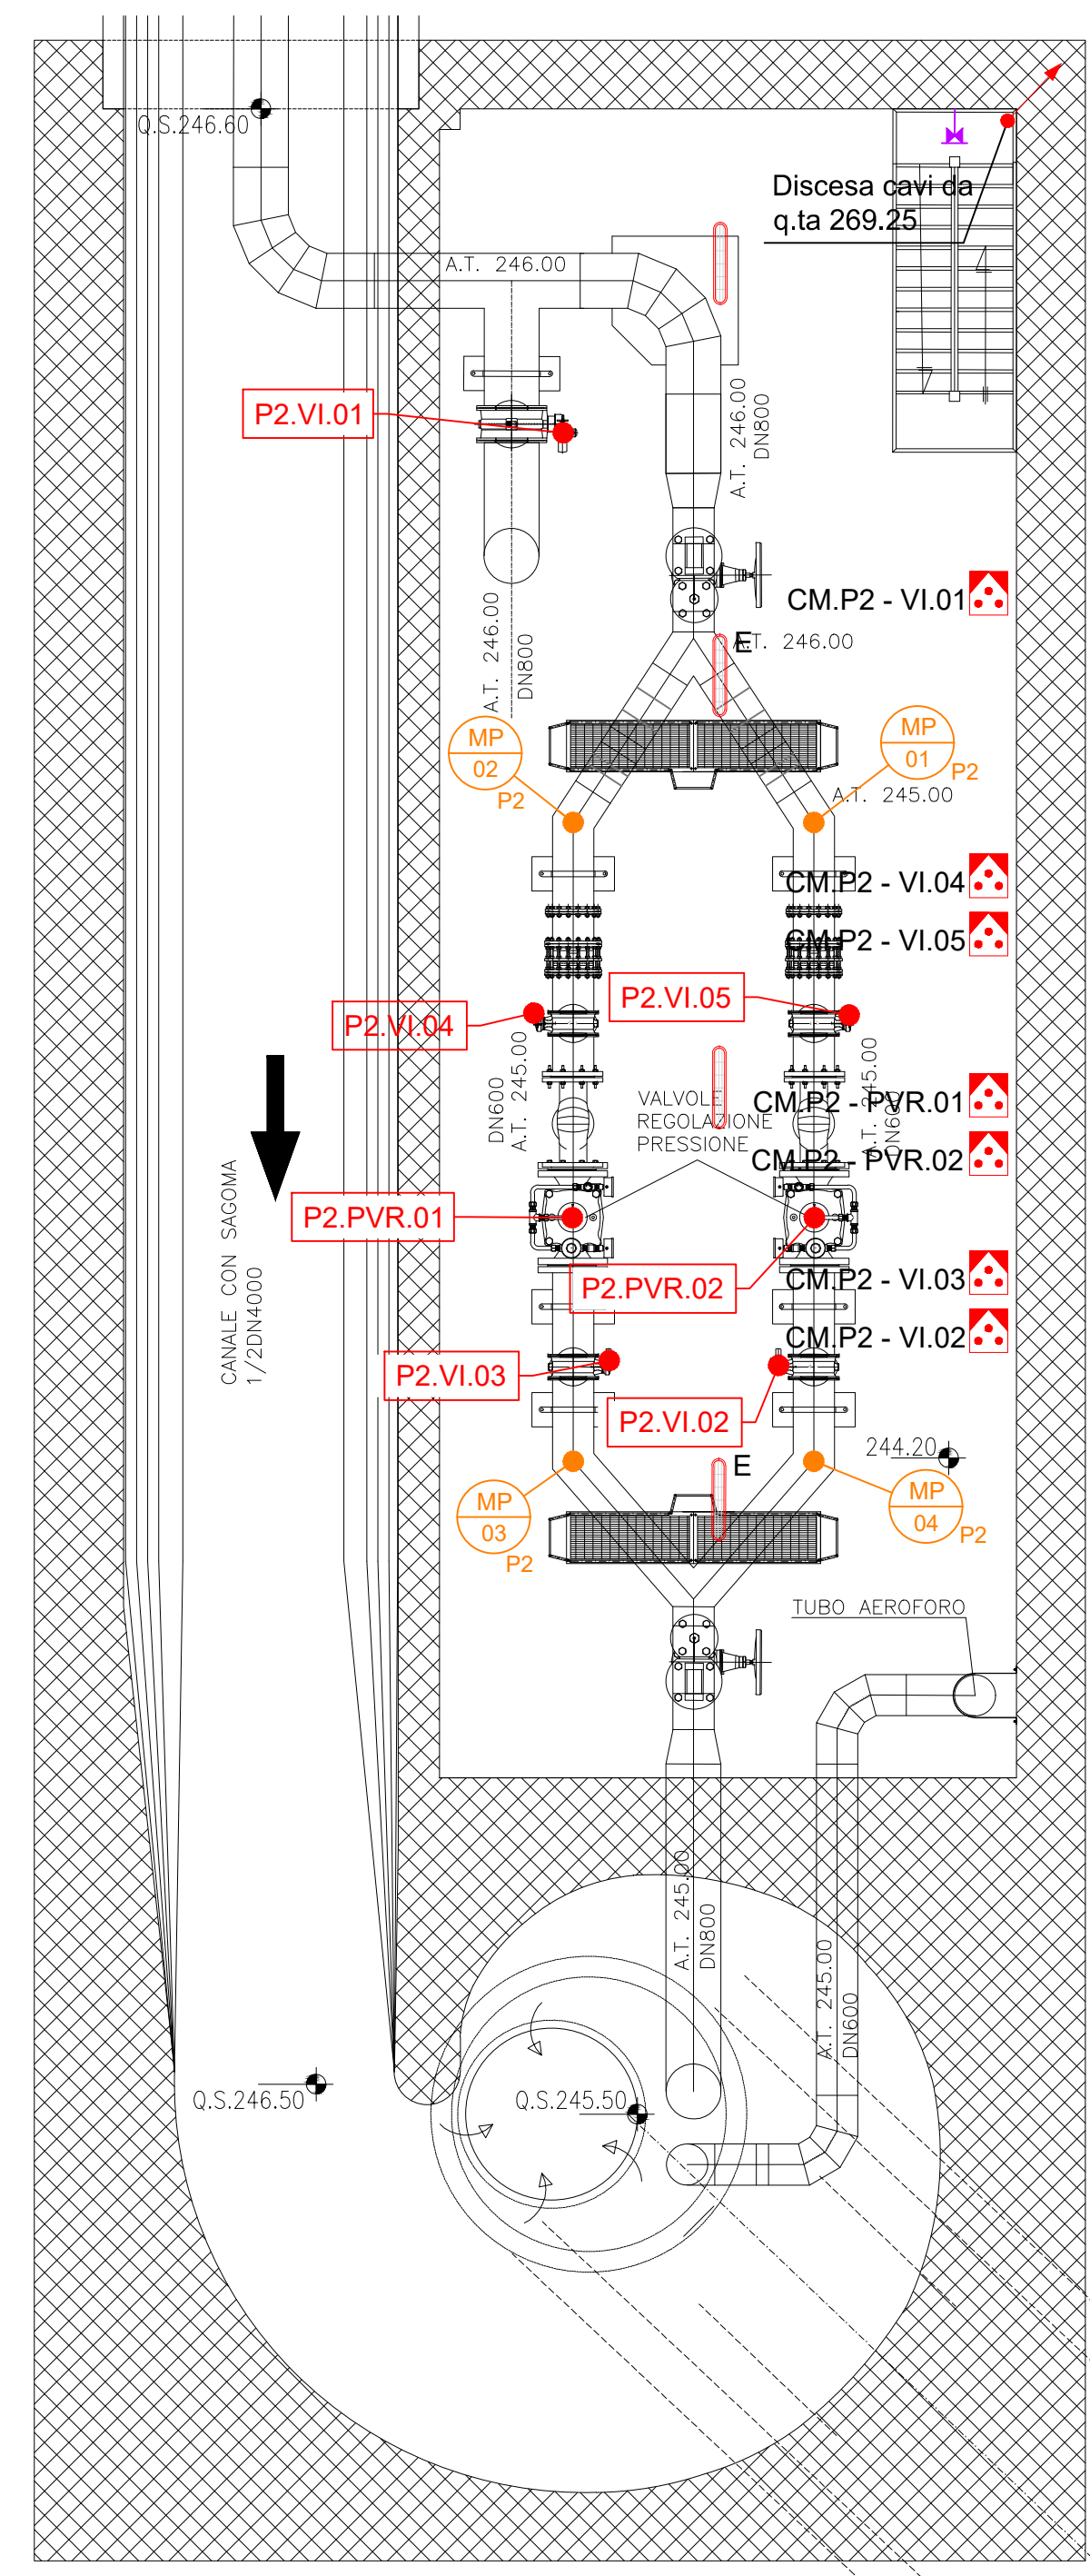 Q.S.246.60
Discesa cavi da
q.ta 269.25
A.T. 246.00
P2.VI.01
A.T. 246.00
DN800
CM.P2 - VI.01
A.T. 246.00
DN800
E
A.T. 246.00
MP
02
P2
MP
01
P2
A.T. 245.00
CM.P2 - VI.04
CM.P2 - VI.05
P2.VI.05
P2.VI.04
DN600
A.T. 245.00
A.T. 245.00
DN600
VALVOLE
REGOLAZIONE
PRESSIONE
CM.P2 - PVR.01
CM.P2 - PVR.02
CANALE CON SAGOMA
1/2DN4000
P2.PVR.01
P2.PVR.02
CM.P2 - VI.03
CM.P2 - VI.02
P2.VI.03
P2.VI.02
244.20
E
MP
03
P2
MP
04
P2
TUBO AEROFORO
A.T. 245.00
DN800
A.T. 245.00
DN600
Q.S.246.50
Q.S.245.50